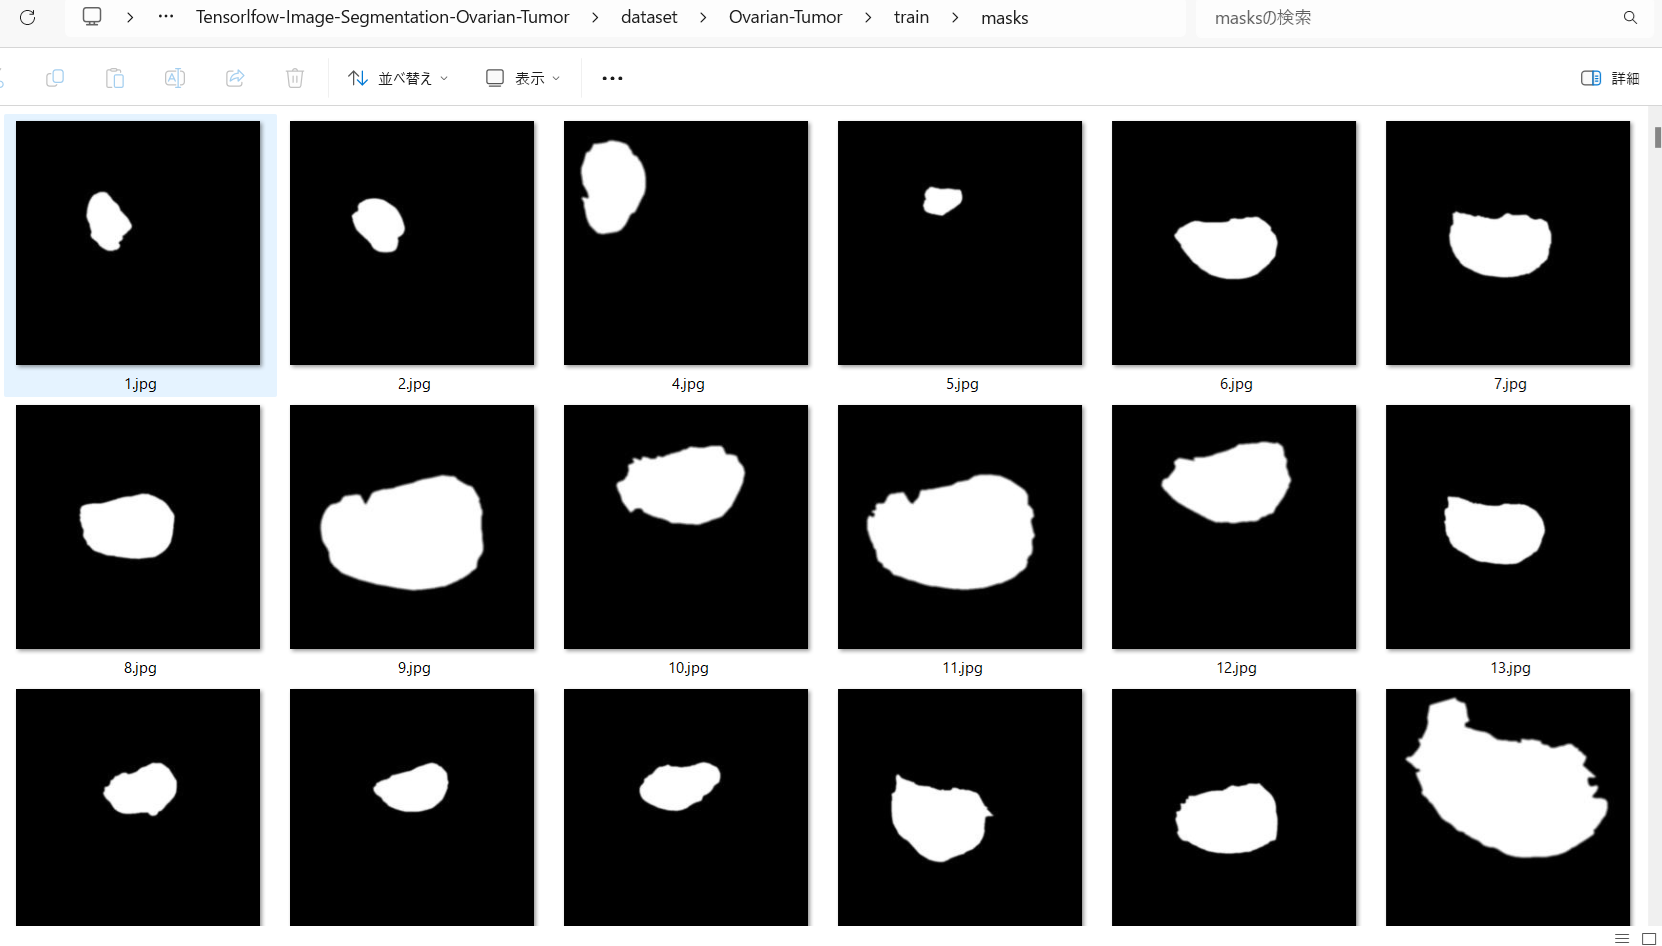 … Tensorlfow-Image-Segmentation-Ovarian-Tumor > dataset > Ovarian-Tumor > train > masks
masksの検索
並べ替え 表示 … 詳細
1.jpg 2.jpg 4.jpg 5.jpg 6.jpg 7.jpg
8.jpg 9.jpg 10.jpg 11.jpg 12.jpg 13.jpg